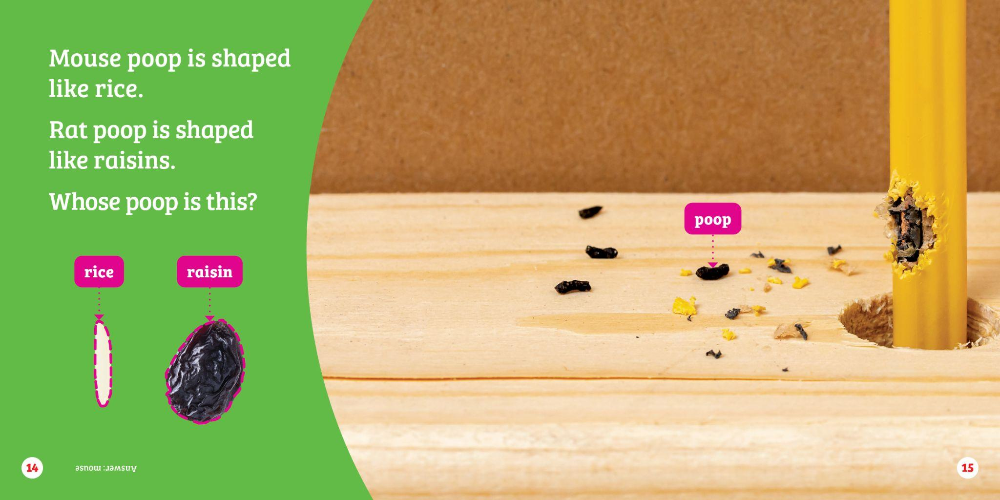 Mouse poop is shaped
like rice.
Rat poop is shaped
like raisins.
Whose poop is this?
rice
raisin
poop
14
Answer: mouse
15